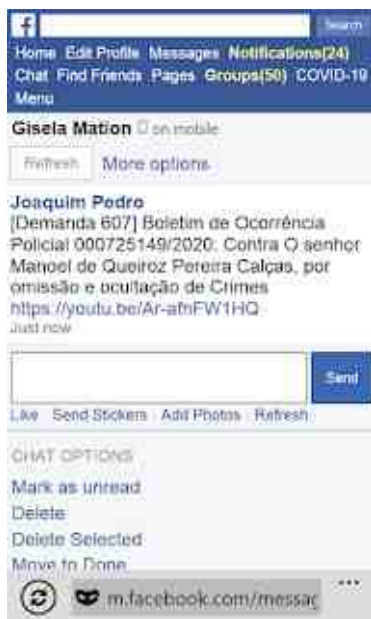 f
Search
Home Edit Profile Messages Notifications(24)
Chat Find Friends Pages Groups(50) COVID-19
Menu
Gisela Mation on mobile
Refresh More options
Joaquim Pedro
[Demanda 607] Boletim de Ocorrência
Policial 000725149/2020. Contra O senhor
Manoel de Queiroz Pereira Calças, por
omissão e ocultação de Crimes
https://youtu.be/Ar-afnFW1HQ
Just now
Send
Like Send Stickers Add Photos Refresh
CHAT OPTIONS
Mark as unread
Delete
Delete Selected
Move to Done
m.facebook.com/messag